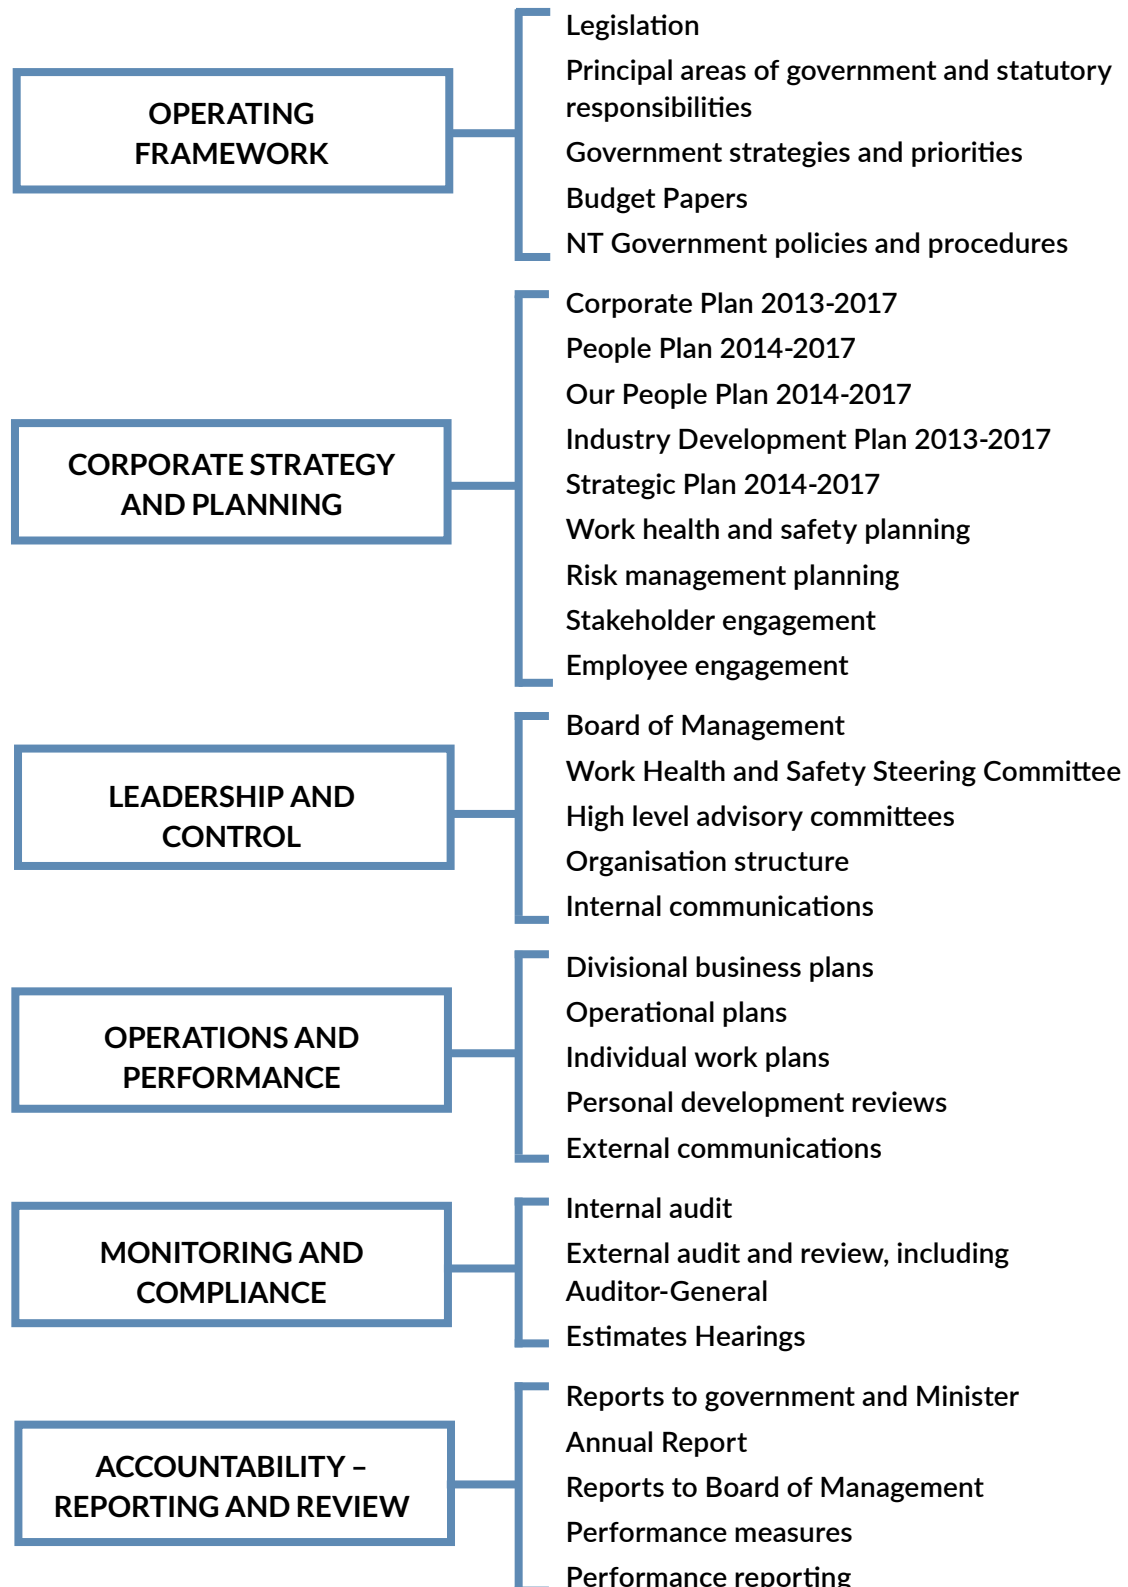 OPERATING
FRAMEWORK
Legislation
Principal areas of government and statutory
responsibilities
Government strategies and priorities
Budget Papers
NT Government policies and procedures
CORPORATE STRATEGY
AND PLANNING
Corporate Plan 2013-2017
People Plan 2014-2017
Our People Plan 2014-2017
Industry Development Plan 2013-2017
Strategic Plan 2014-2017
Work health and safety planning
Risk management planning
Stakeholder engagement
Employee engagement
LEADERSHIP AND
CONTROL
Board of Management
Work Health and Safety Steering Committee
High level advisory committees
Organisation structure
Internal communications
OPERATIONS AND
PERFORMANCE
Divisional business plans
Operational plans
Individual work plans
Personal development reviews
External communications
MONITORING AND
COMPLIANCE
Internal audit
External audit and review, including
Auditor-General
Estimates Hearings
ACCOUNTABILITY –
REPORTING AND REVIEW
Reports to government and Minister
Annual Report
Reports to Board of Management
Performance measures
Performance reporting